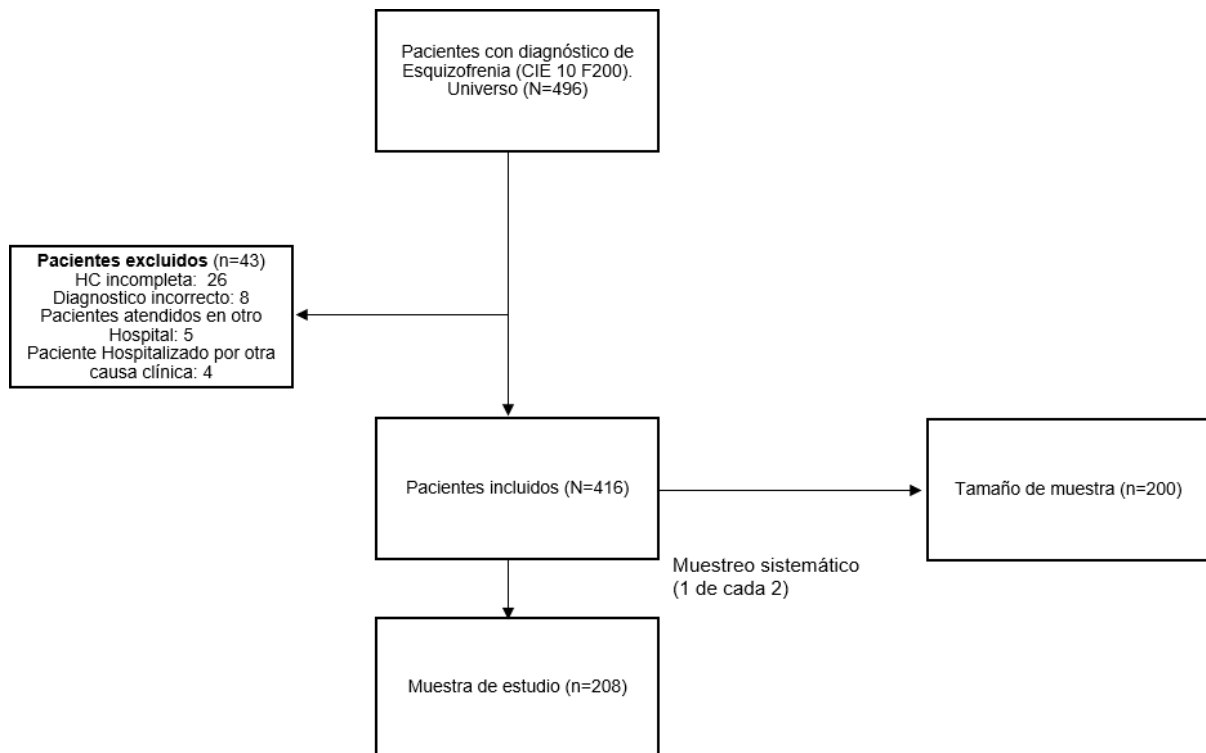 Pacientes con diagnóstico de
Esquizofrenia (CIE 10 F200).
Universo (N=496)
Pacientes excluidos (n=43)
HC incompleta: 26
Diagnostico incorrecto: 8
Pacientes atendidos en otro
Hospital: 5
Paciente Hospitalizado por otra
causa clínica: 4
Pacientes incluidos (N=416)
Tamaño de muestra (n=200)
Muestreo sistemático
(1 de cada 2)
Muestra de estudio (n=208)